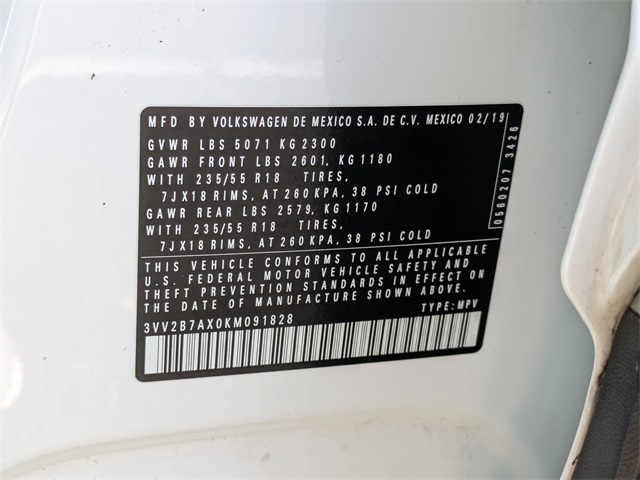 MFD BY VOLKSWAGEN DE MEXICO S.A. DE C.V. MEXICO 02/19
GVWR LBS 5071 KG 2300
GAWR FRONT LBS 2601, KG 1180
WITH 235/55 R18 TIRES,
7JX18 RIMS, AT 260 KPA, 38 PSI COLD
GAWR REAR LBS 2579, KG 1170
WITH 235/55 R18 TIRES,
7JX18 RIMS, AT 260 KPA, 38 PSI COLD
THIS VEHICLE CONFORMS TO ALL APPLICABLE
U.S. FEDERAL MOTOR VEHICLE SAFETY AND
THEFT PREVENTION STANDARDS IN EFFECT ON
THE DATE OF MANUFACTURE SHOWN ABOVE.
3VV2B7AX0KM091828 TYPE: MPV
0560207 3426